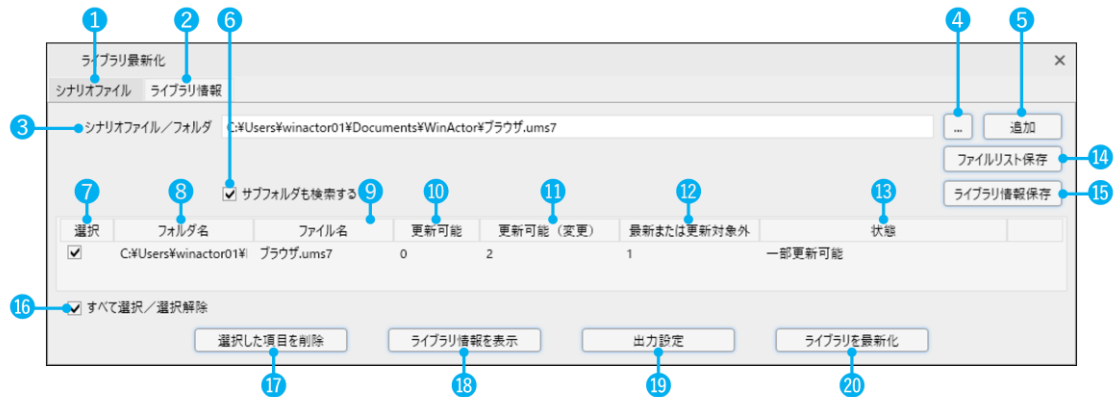 1 2 6 4 5
ライブラリ最新化 ×
シナリオファイル ライブラリ情報
3 シナリオファイル／フォルダ C:¥Users¥winactor01¥Documents¥WinActor¥ブラウザ.ums7 ... 追加
ファイルリスト保存 14
7 8 サブフォルダも検索する 9 10 11 12 13 ライブラリ情報保存 15
選択 フォルダ名 ファイル名 更新可能 更新可能（変更） 最新または更新対象外 状態
C:¥Users¥winactor01¥ ブラウザ.ums7 0 2 1 一部更新可能
16 すべて選択／選択解除
選択した項目を削除 ライブラリ情報を表示 出力設定 ライブラリを最新化
17 18 19 20